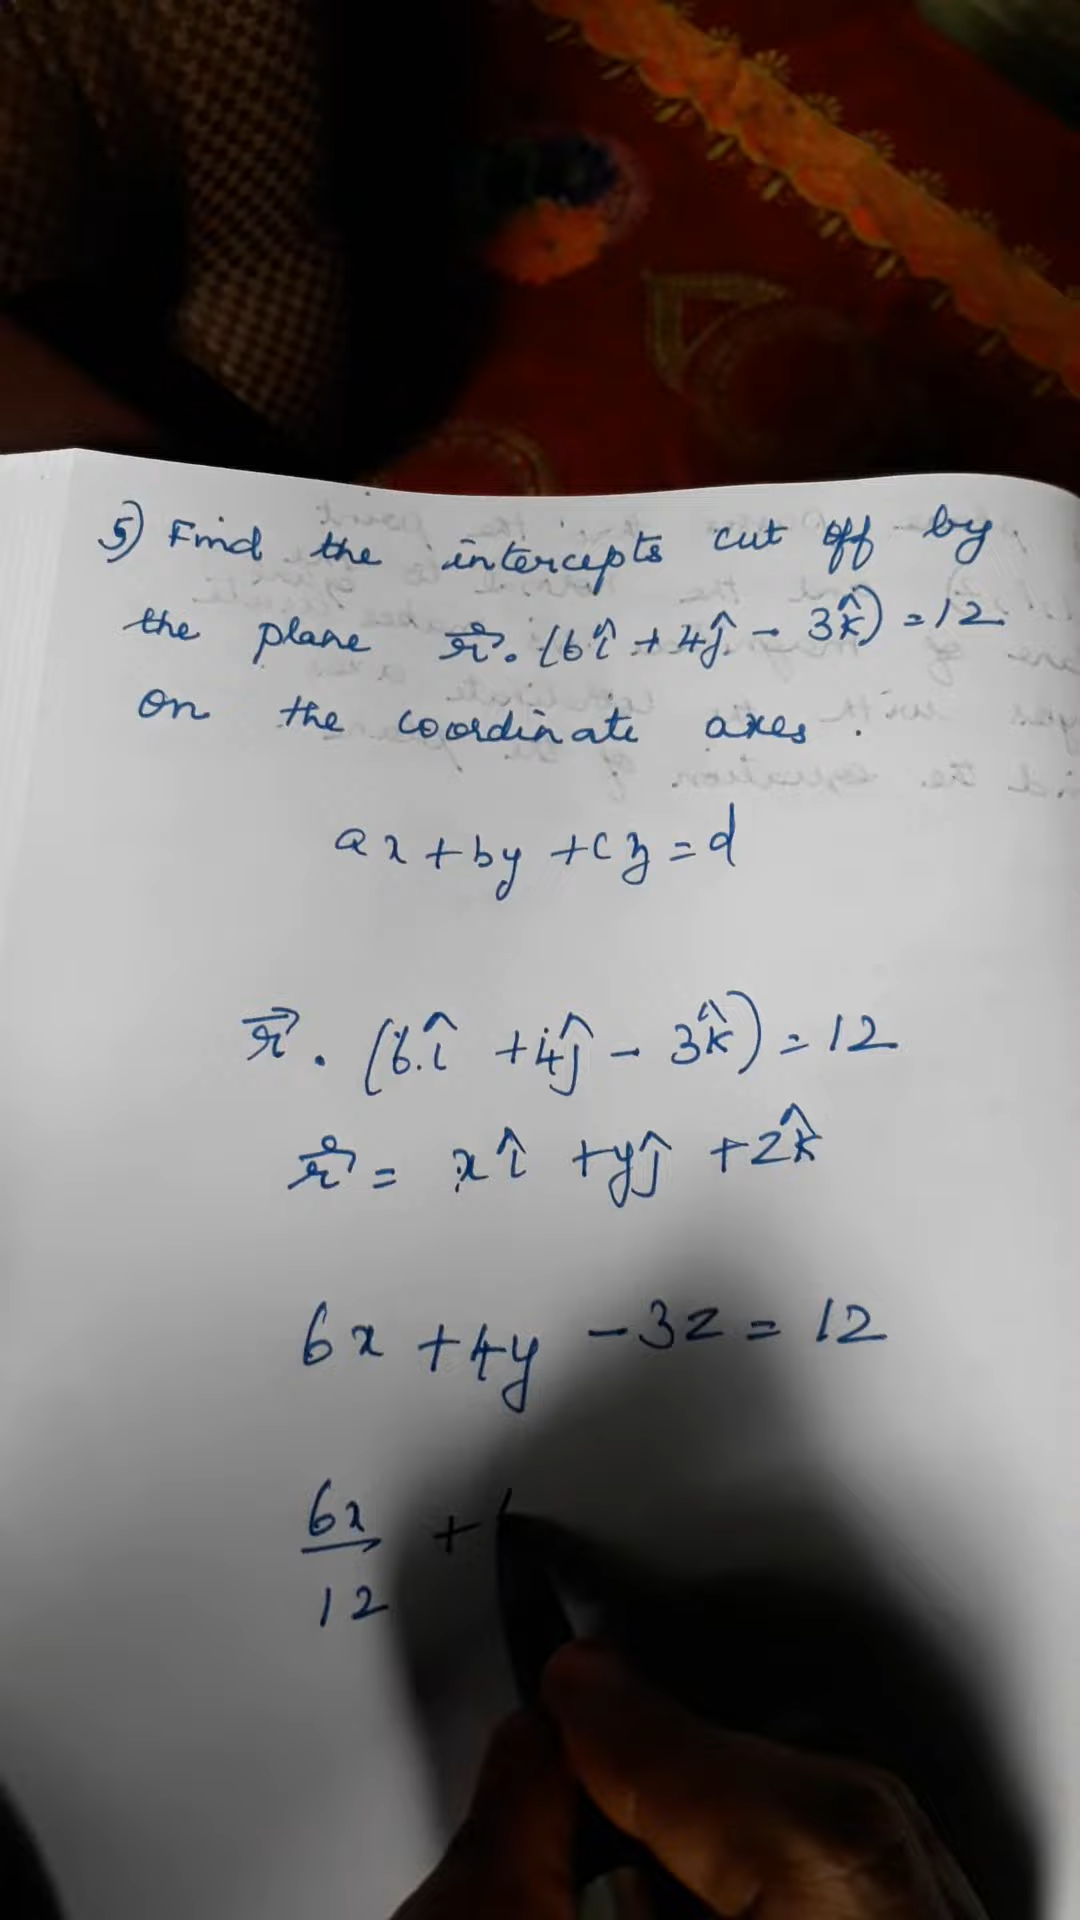 5) Find the intercepts cut off by
the plane r⃗. (6î + 4ĵ - 3k̂) = 12
on the coordinate axes.
ax + by + cz = d
r⃗ . (6.î + 4ĵ - 3k̂) = 12
r⃗ = xî + yĵ + zk̂
6x + 4y - 3z = 12
6x/12 +